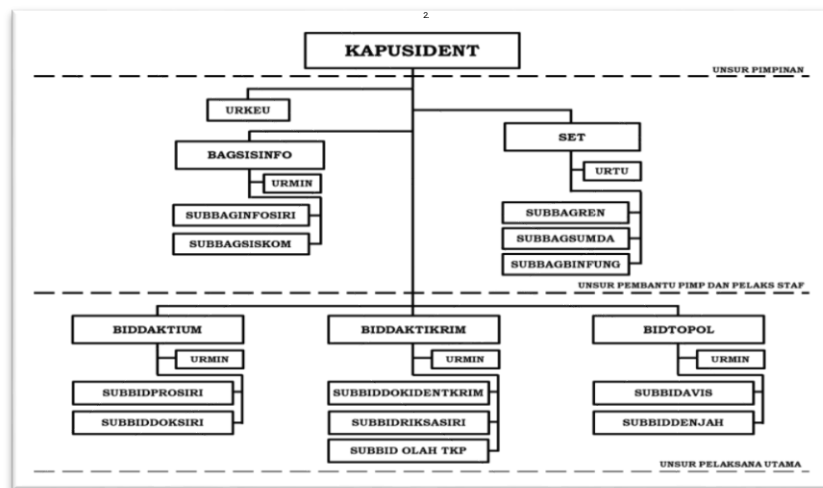 2
KAPUSIDENT
UNSUR PIMPINAN
URKEU
SET
BAGSISINFO
URTU
URMIN
SUBBAGINFOSIRI
SUBBAGREN
SUBBAGSISKOM
SUBBAGSUMDA
SUBBAGBINFUNG
UNSUR PEMBANTU PIMP DAN PELAKS STAF
BIDDAKTIUM
BIDDAKTIKRIM
BIDTOPOL
URMIN
URMIN
URMIN
SUBBIDPROSIRI
SUBBIDDOKIDENTKRIM
SUBBIDAVIS
SUBBIDDOKSIRI
SUBBIDRIKSASIRI
SUBBIDDENJAH
SUBBID OLAH TKP
UNSUR PELAKSANA UTAMA